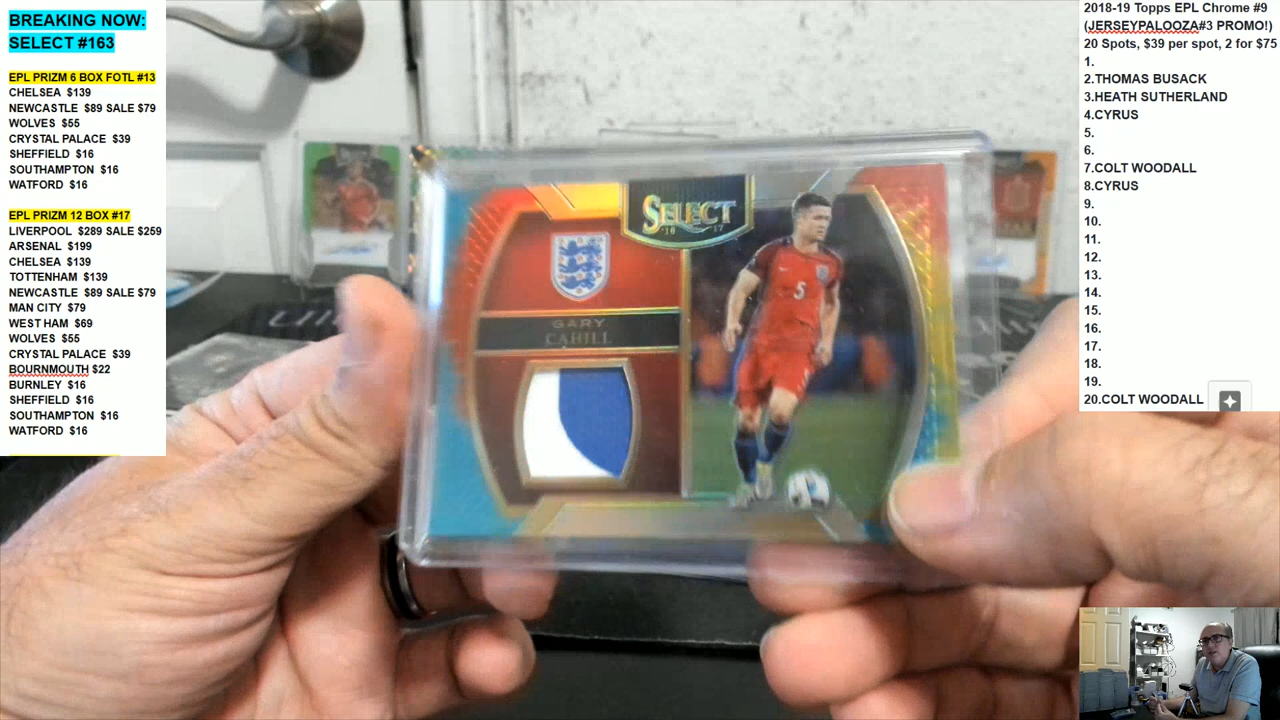 BREAKING NOW:
SELECT #163
EPL PRIZM 6 BOX FOTL #13
CHELSEA $139
NEWCASTLE $89 SALE $79
WOLVES $55
CRYSTAL PALACE $39
SHEFFIELD $16
SOUTHAMPTON $16
WATFORD $16
EPL PRIZM 12 BOX #17
LIVERPOOL $289 SALE $259
ARSENAL $199
CHELSEA $139
TOTTENHAM $139
NEWCASTLE $89 SALE $79
MAN CITY $79
WEST HAM $69
WOLVES $55
CRYSTAL PALACE $39
BOURNMOUTH $22
BURNLEY $16
SHEFFIELD $16
SOUTHAMPTON $16
WATFORD $16
SELECT
16 17
GARY
CAHILL
5
2018-19 Topps EPL Chrome #9
(JERSEYPALOOZA#3 PROMO!)
20 Spots, $39 per spot, 2 for $75
1.
2.THOMAS BUSACK
3.HEATH SUTHERLAND
4.CYRUS
5.
6.
7.COLT WOODALL
8.CYRUS
9.
10.
11.
12.
13.
14.
15.
16.
17.
18.
19.
20.COLT WOODALL